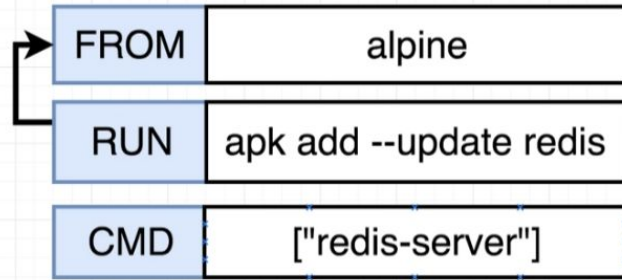 FROM alpine
RUN apk add --update redis
CMD ["redis-server"]